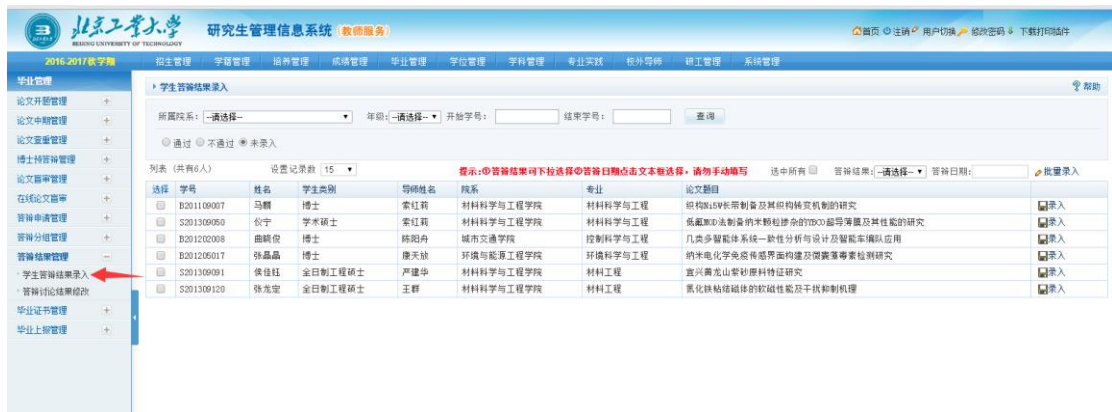 北京工业大学
BEIJING UNIVERSITY OF TECHNOLOGY
研究生管理信息系统（教师服务）
首页 注销 用户切换 修改密码 下载打印插件
2016-2017秋学期 招生管理 学籍管理 培养管理 成绩管理 毕业管理 学位管理 学科管理 专业实践 校外导师 研工管理 系统管理
毕业管理
论文开题管理
论文中期管理
论文查重管理
博士预答辩管理
论文盲审管理
在线论文盲审
答辩申请管理
答辩分组管理
答辩结果管理
学生答辩结果录入
答辩讨论结果修改
毕业证书管理
毕业上报管理
学生答辩结果录入 帮助
所属院系: --请选择-- 年级: --请选择-- 开始学号: 结束学号: 查询
通过 不通过 未录入
列表 (共有6人) 设置记录数 15 提示:①答辩结果可下拉选择②答辩日期点击文本框选择，请勿手动填写 选中所有 答辩结果: --请选择-- 答辩日期: 批量录入
选择 学号 姓名 学生类别 导师姓名 院系 专业 论文题目
B201109007 马麟 博士 索红莉 材料科学与工程学院 材料科学与工程 织构Ni5W长带制备及其织构转变机制的研究 录入
S201309050 仪宁 学术硕士 索红莉 材料科学与工程学院 材料科学与工程 低氟MOD法制备纳米颗粒掺杂的YBCO超导薄膜及其性能的研究 录入
B201202008 曲晓俊 博士 陈阳舟 城市交通学院 控制科学与工程 几类多智能体系统一致性分析与设计及智能车编队应用 录入
B201205017 张晶晶 博士 康天放 环境与能源工程学院 环境科学与工程 纳米电化学免疫传感界面构建及微囊藻毒素检测研究 录入
S201309091 侯佳钰 全日制工程硕士 严建华 材料科学与工程学院 材料工程 宜兴黄龙山紫砂原料特征研究 录入
S201309120 张龙宝 全日制工程硕士 王群 材料科学与工程学院 材料工程 氮化铁粘结磁体的软磁性能及干扰抑制机理 录入